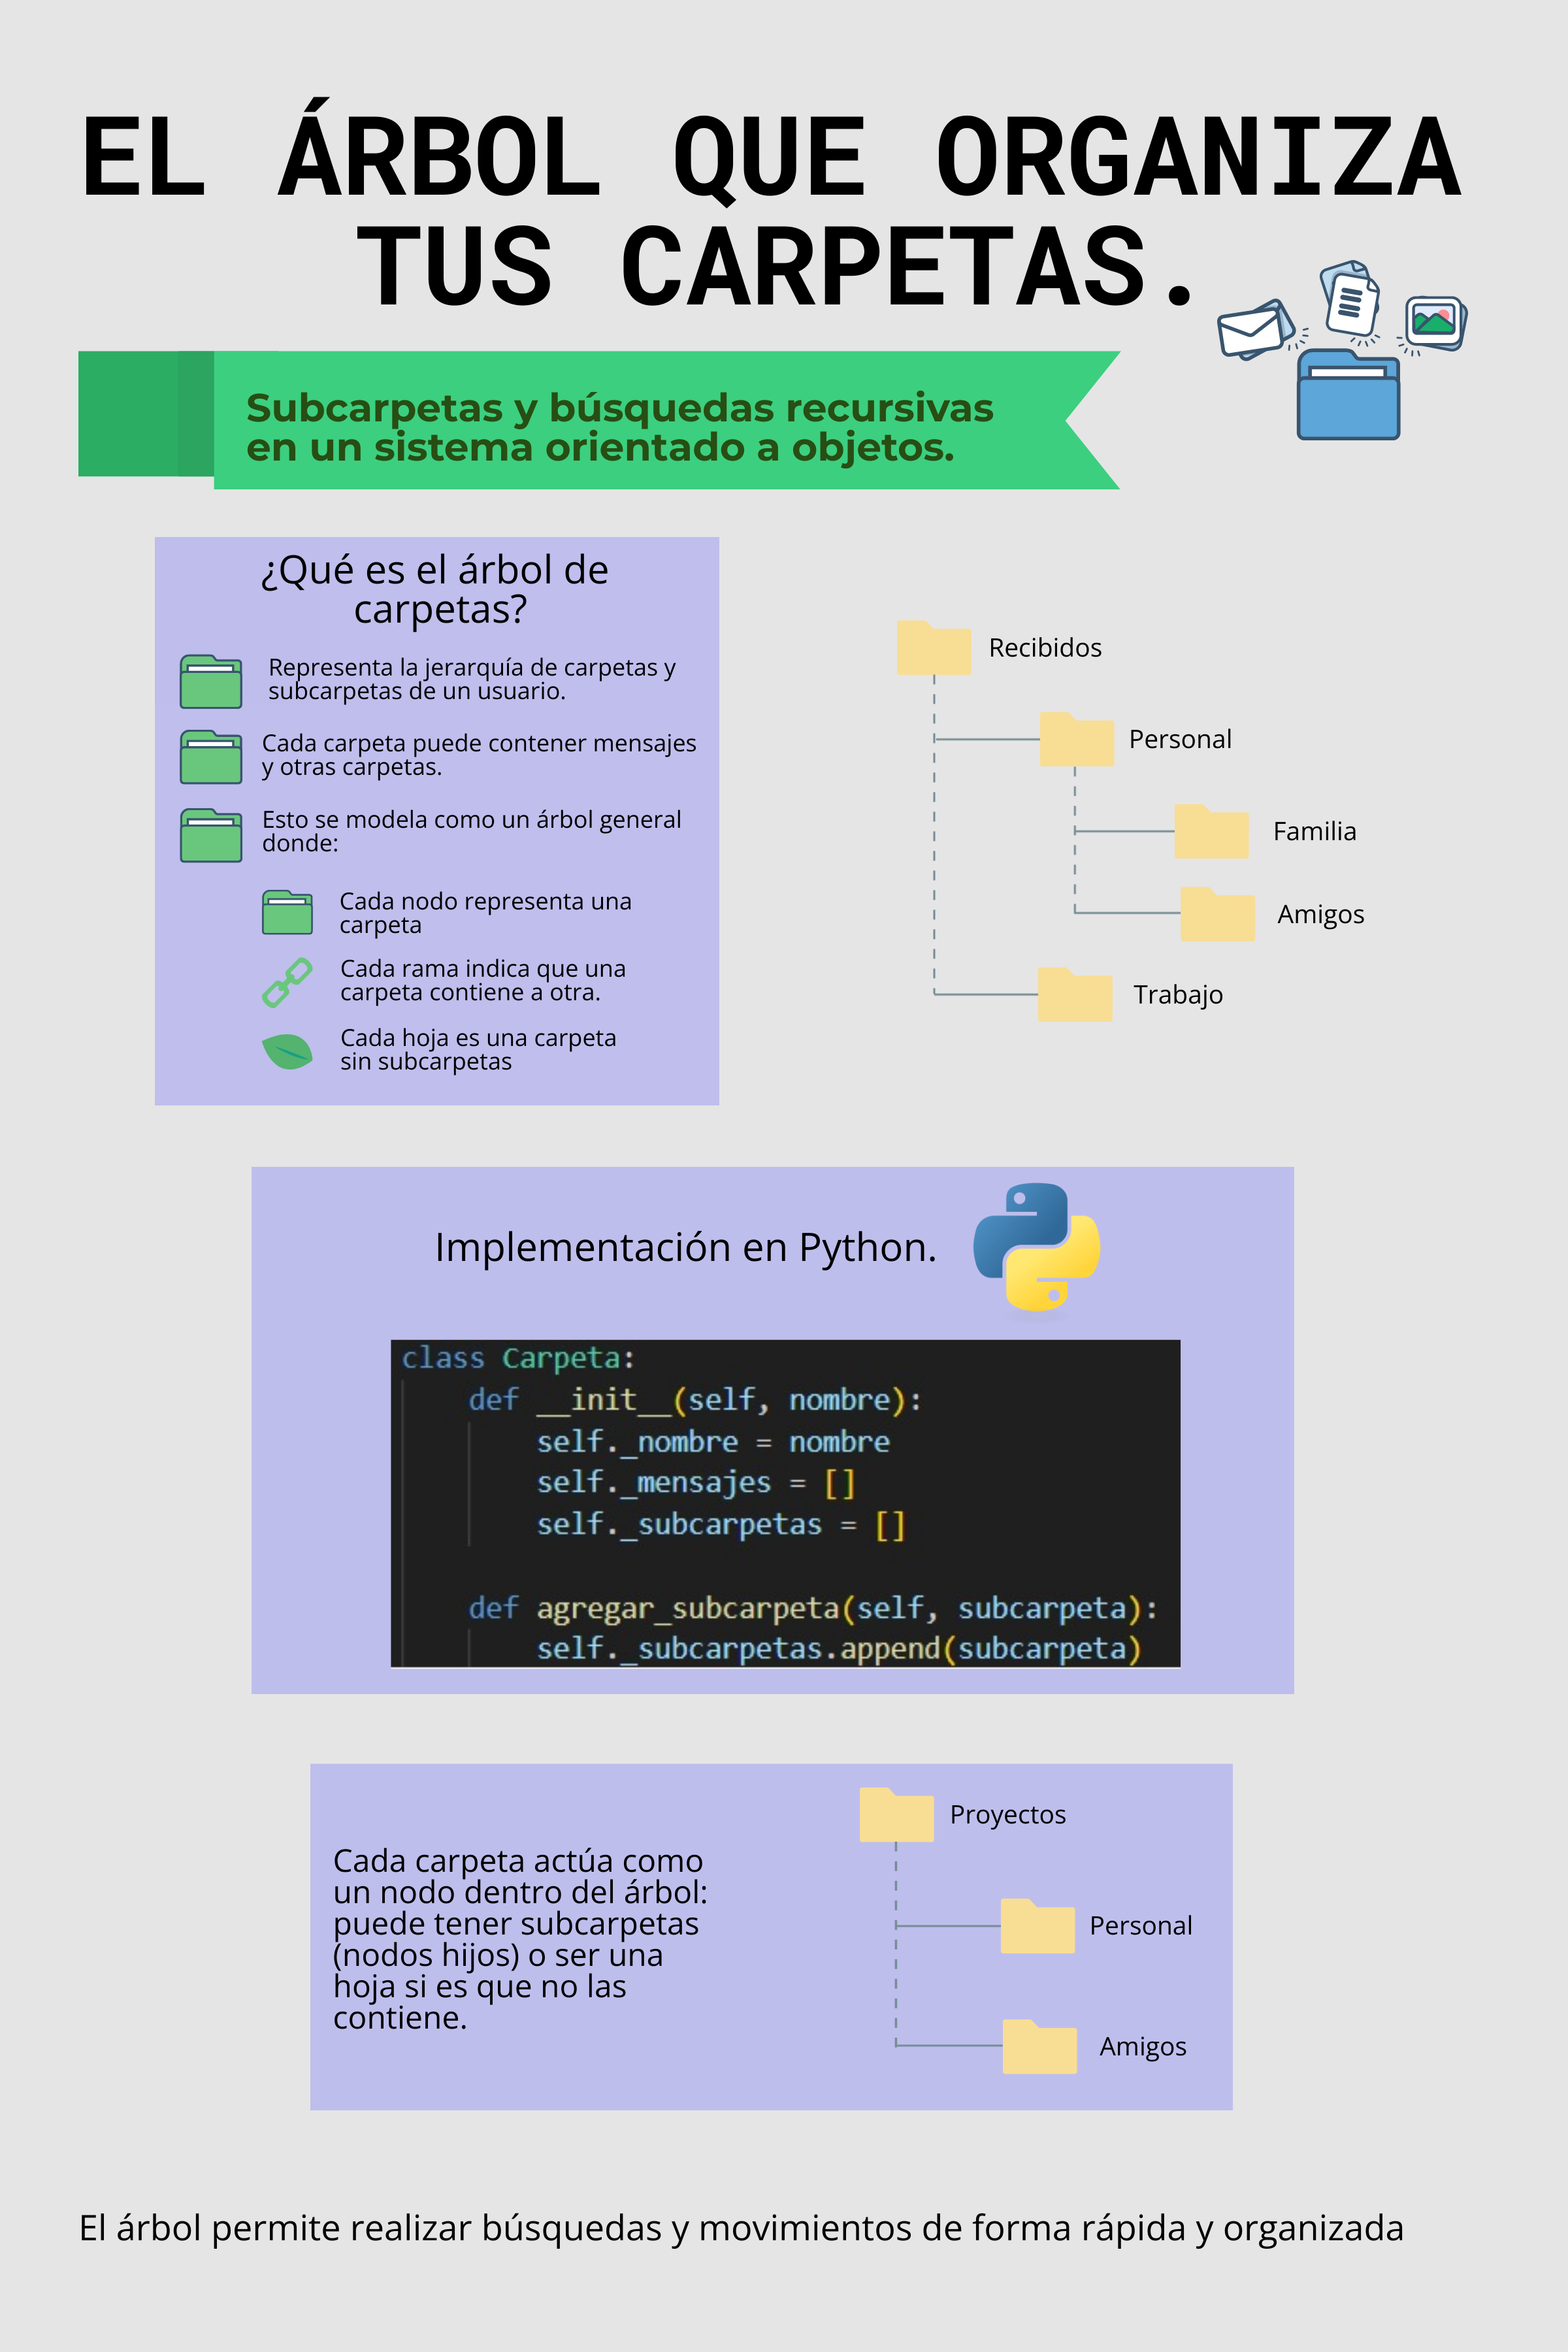 EL ÁRBOL QUE ORGANIZA
TUS CARPETAS.
Subcarpetas y búsquedas recursivas
en un sistema orientado a objetos.
¿Qué es el árbol de
carpetas?
Representa la jerarquía de carpetas y
subcarpetas de un usuario.
Cada carpeta puede contener mensajes
y otras carpetas.
Esto se modela como un árbol general
donde:
Cada nodo representa una
carpeta
Cada rama indica que una
carpeta contiene a otra.
Cada hoja es una carpeta
sin subcarpetas
Recibidos
Personal
Familia
Amigos
Trabajo
Implementación en Python.
class Carpeta:
    def __init__(self, nombre):
        self._nombre = nombre
        self._mensajes = []
        self._subcarpetas = []
    def agregar_subcarpeta(self, subcarpeta):
        self._subcarpetas.append(subcarpeta)
Cada carpeta actúa como
un nodo dentro del árbol:
puede tener subcarpetas
(nodos hijos) o ser una
hoja si es que no las
contiene.
Proyectos
Personal
Amigos
El árbol permite realizar búsquedas y movimientos de forma rápida y organizada